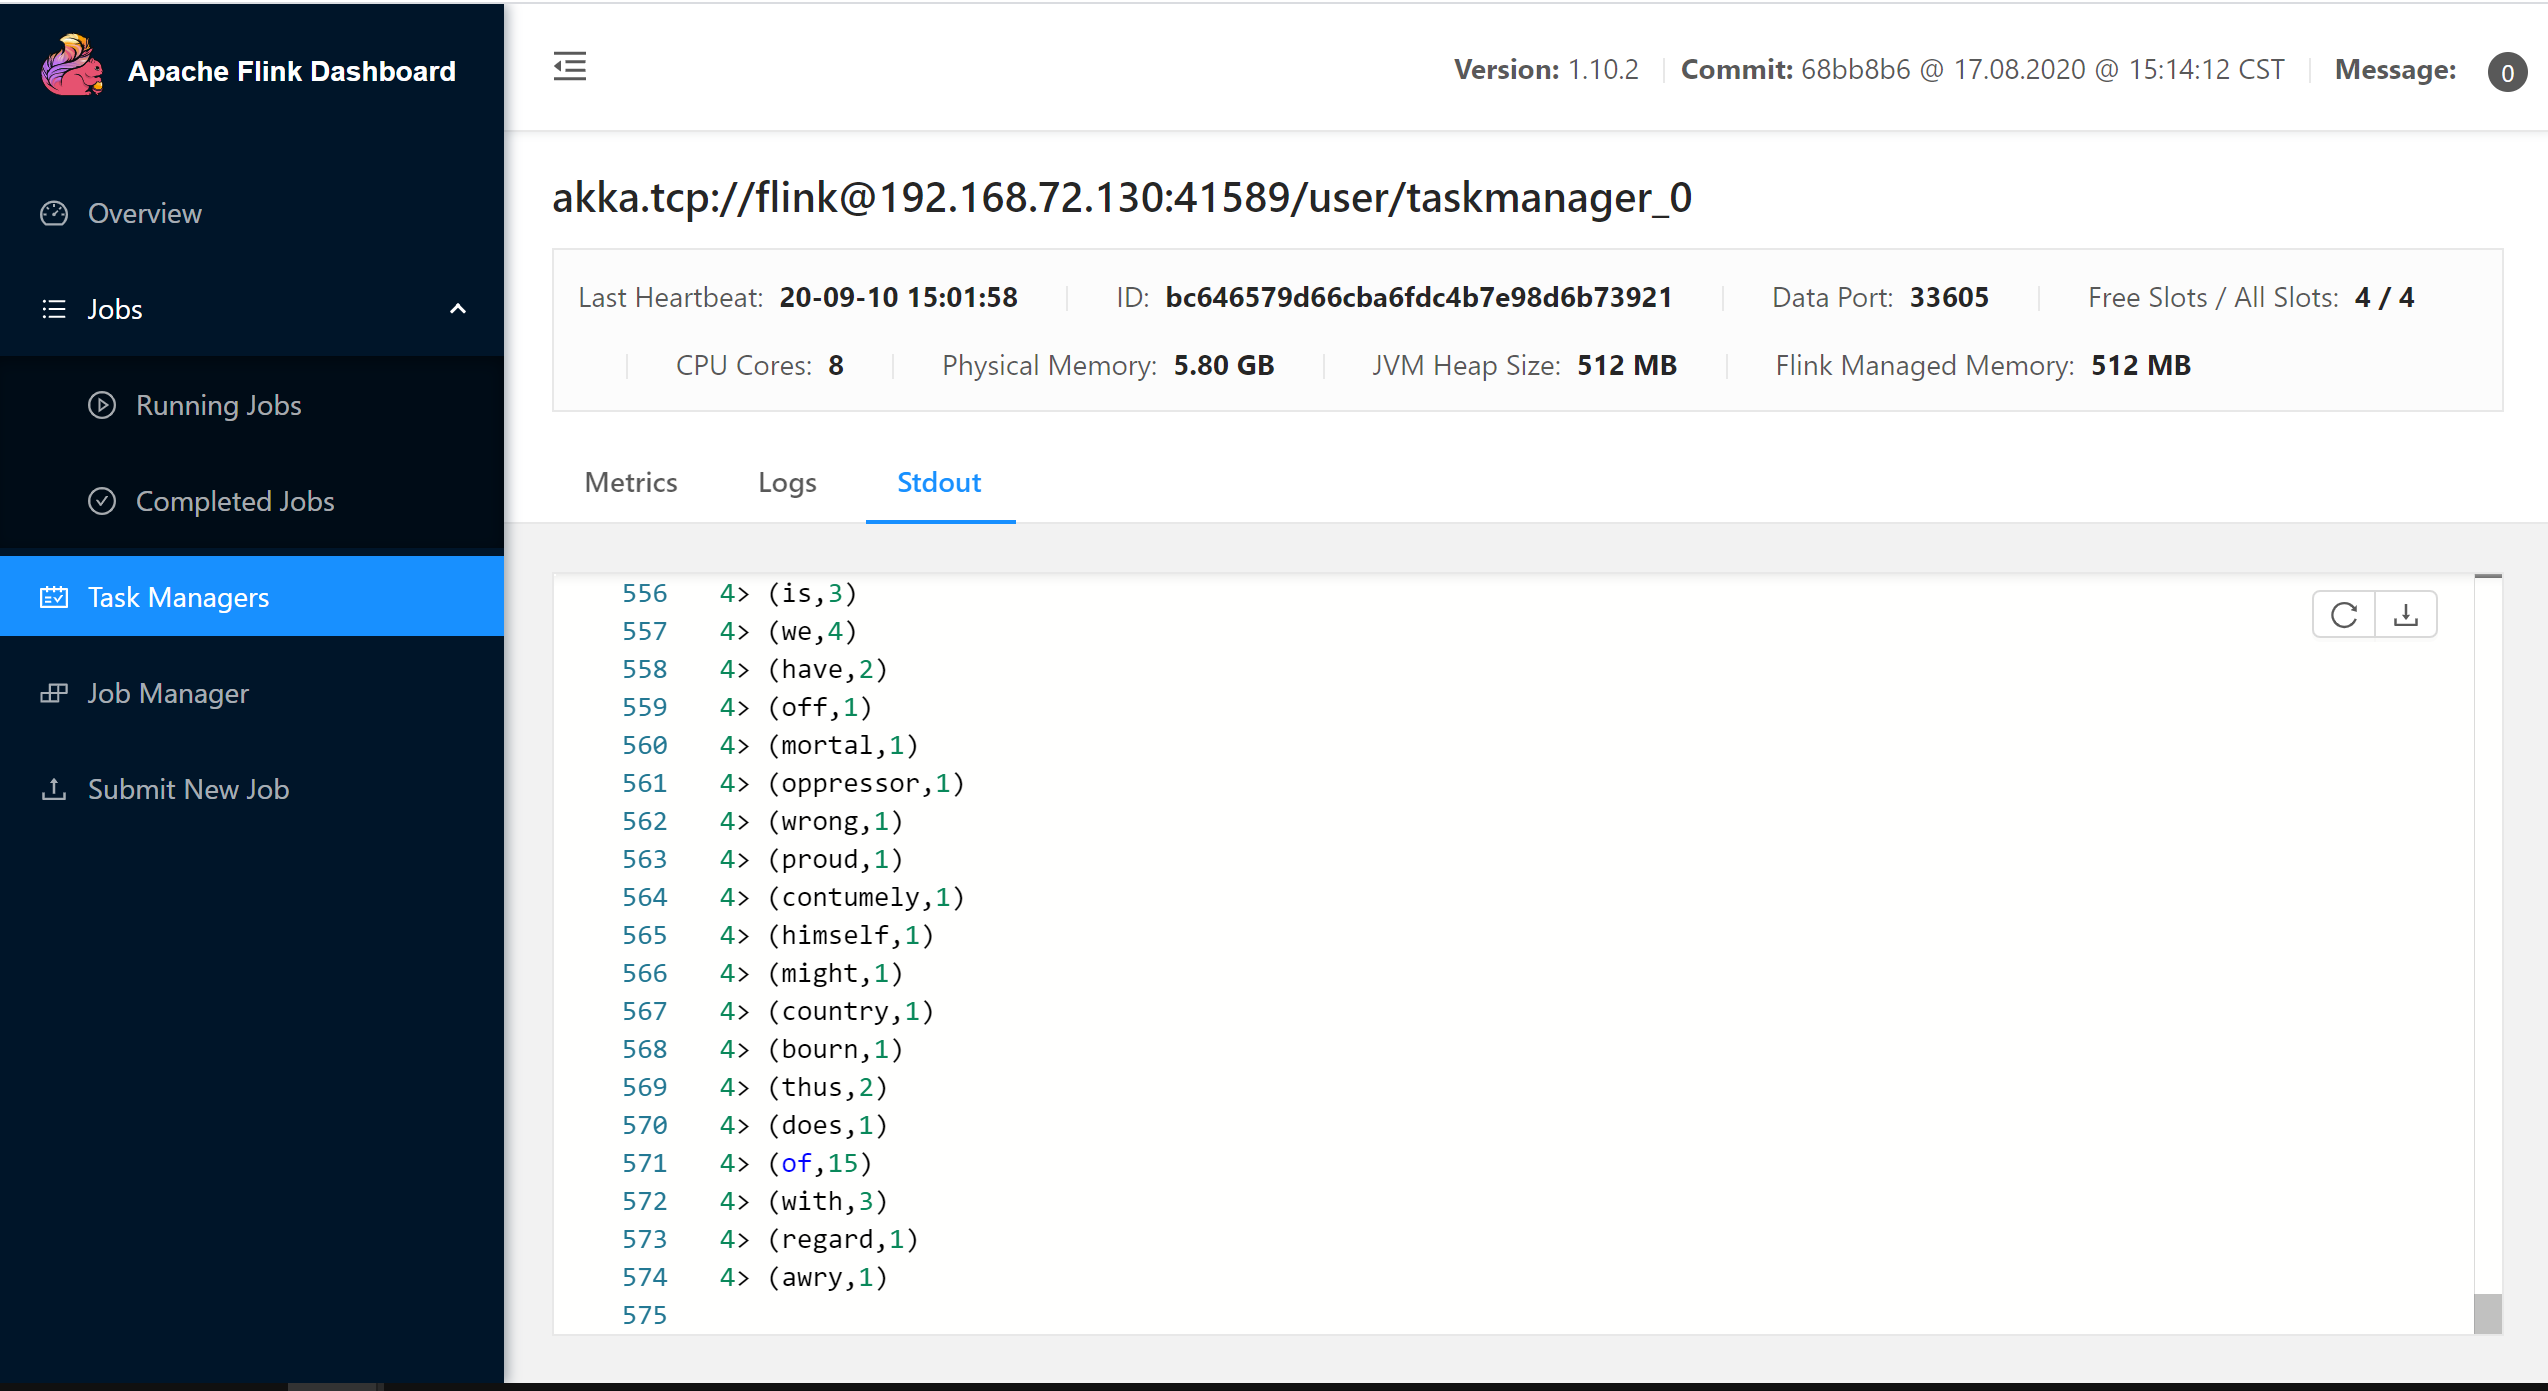 Apache Flink Dashboard
Version: 1.10.2 Commit: 68bb8b6 @ 17.08.2020 @ 15:14:12 CST Message: 0
Overview
Jobs
Running Jobs
Completed Jobs
Task Managers
Job Manager
Submit New Job
akka.tcp://flink@192.168.72.130:41589/user/taskmanager_0
Last Heartbeat: 20-09-10 15:01:58 ID: bc646579d66cba6fdc4b7e98d6b73921 Data Port: 33605 Free Slots / All Slots: 4 / 4
CPU Cores: 8 Physical Memory: 5.80 GB JVM Heap Size: 512 MB Flink Managed Memory: 512 MB
Metrics Logs Stdout
556 4> (is,3)
557 4> (we,4)
558 4> (have,2)
559 4> (off,1)
560 4> (mortal,1)
561 4> (oppressor,1)
562 4> (wrong,1)
563 4> (proud,1)
564 4> (contumely,1)
565 4> (himself,1)
566 4> (might,1)
567 4> (country,1)
568 4> (bourn,1)
569 4> (thus,2)
570 4> (does,1)
571 4> (of,15)
572 4> (with,3)
573 4> (regard,1)
574 4> (awry,1)
575